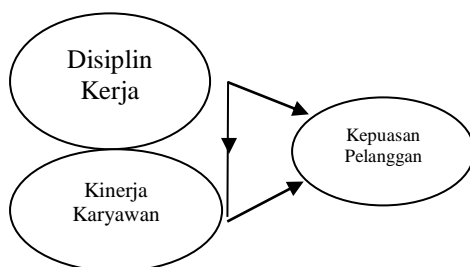 Disiplin
Kerja
Kepuasan
Pelanggan
Kinerja
Karyawan